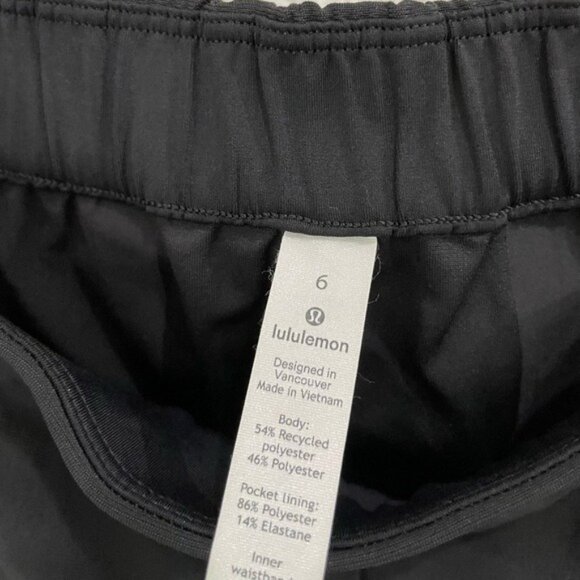 6
lululemon
Designed in
Vancouver
Made in Vietnam
Body:
54% Recycled
polyester
46% Polyester
Pocket lining:
86% Polyester
14% Elastane
Inner